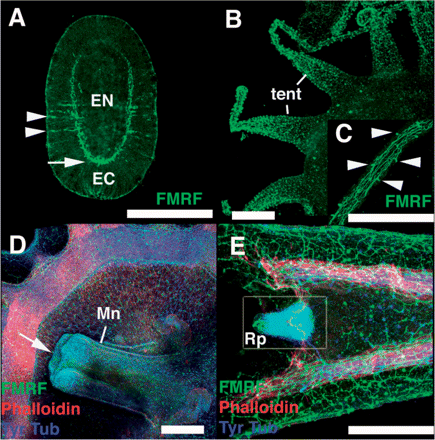 A
EN
EC
FMRF
B
tent
C
FMRF
D
Mn
FMRF
Phalloidin
Tyr Tub
E
Rp
FMRF
Phalloidin
Tyr Tub